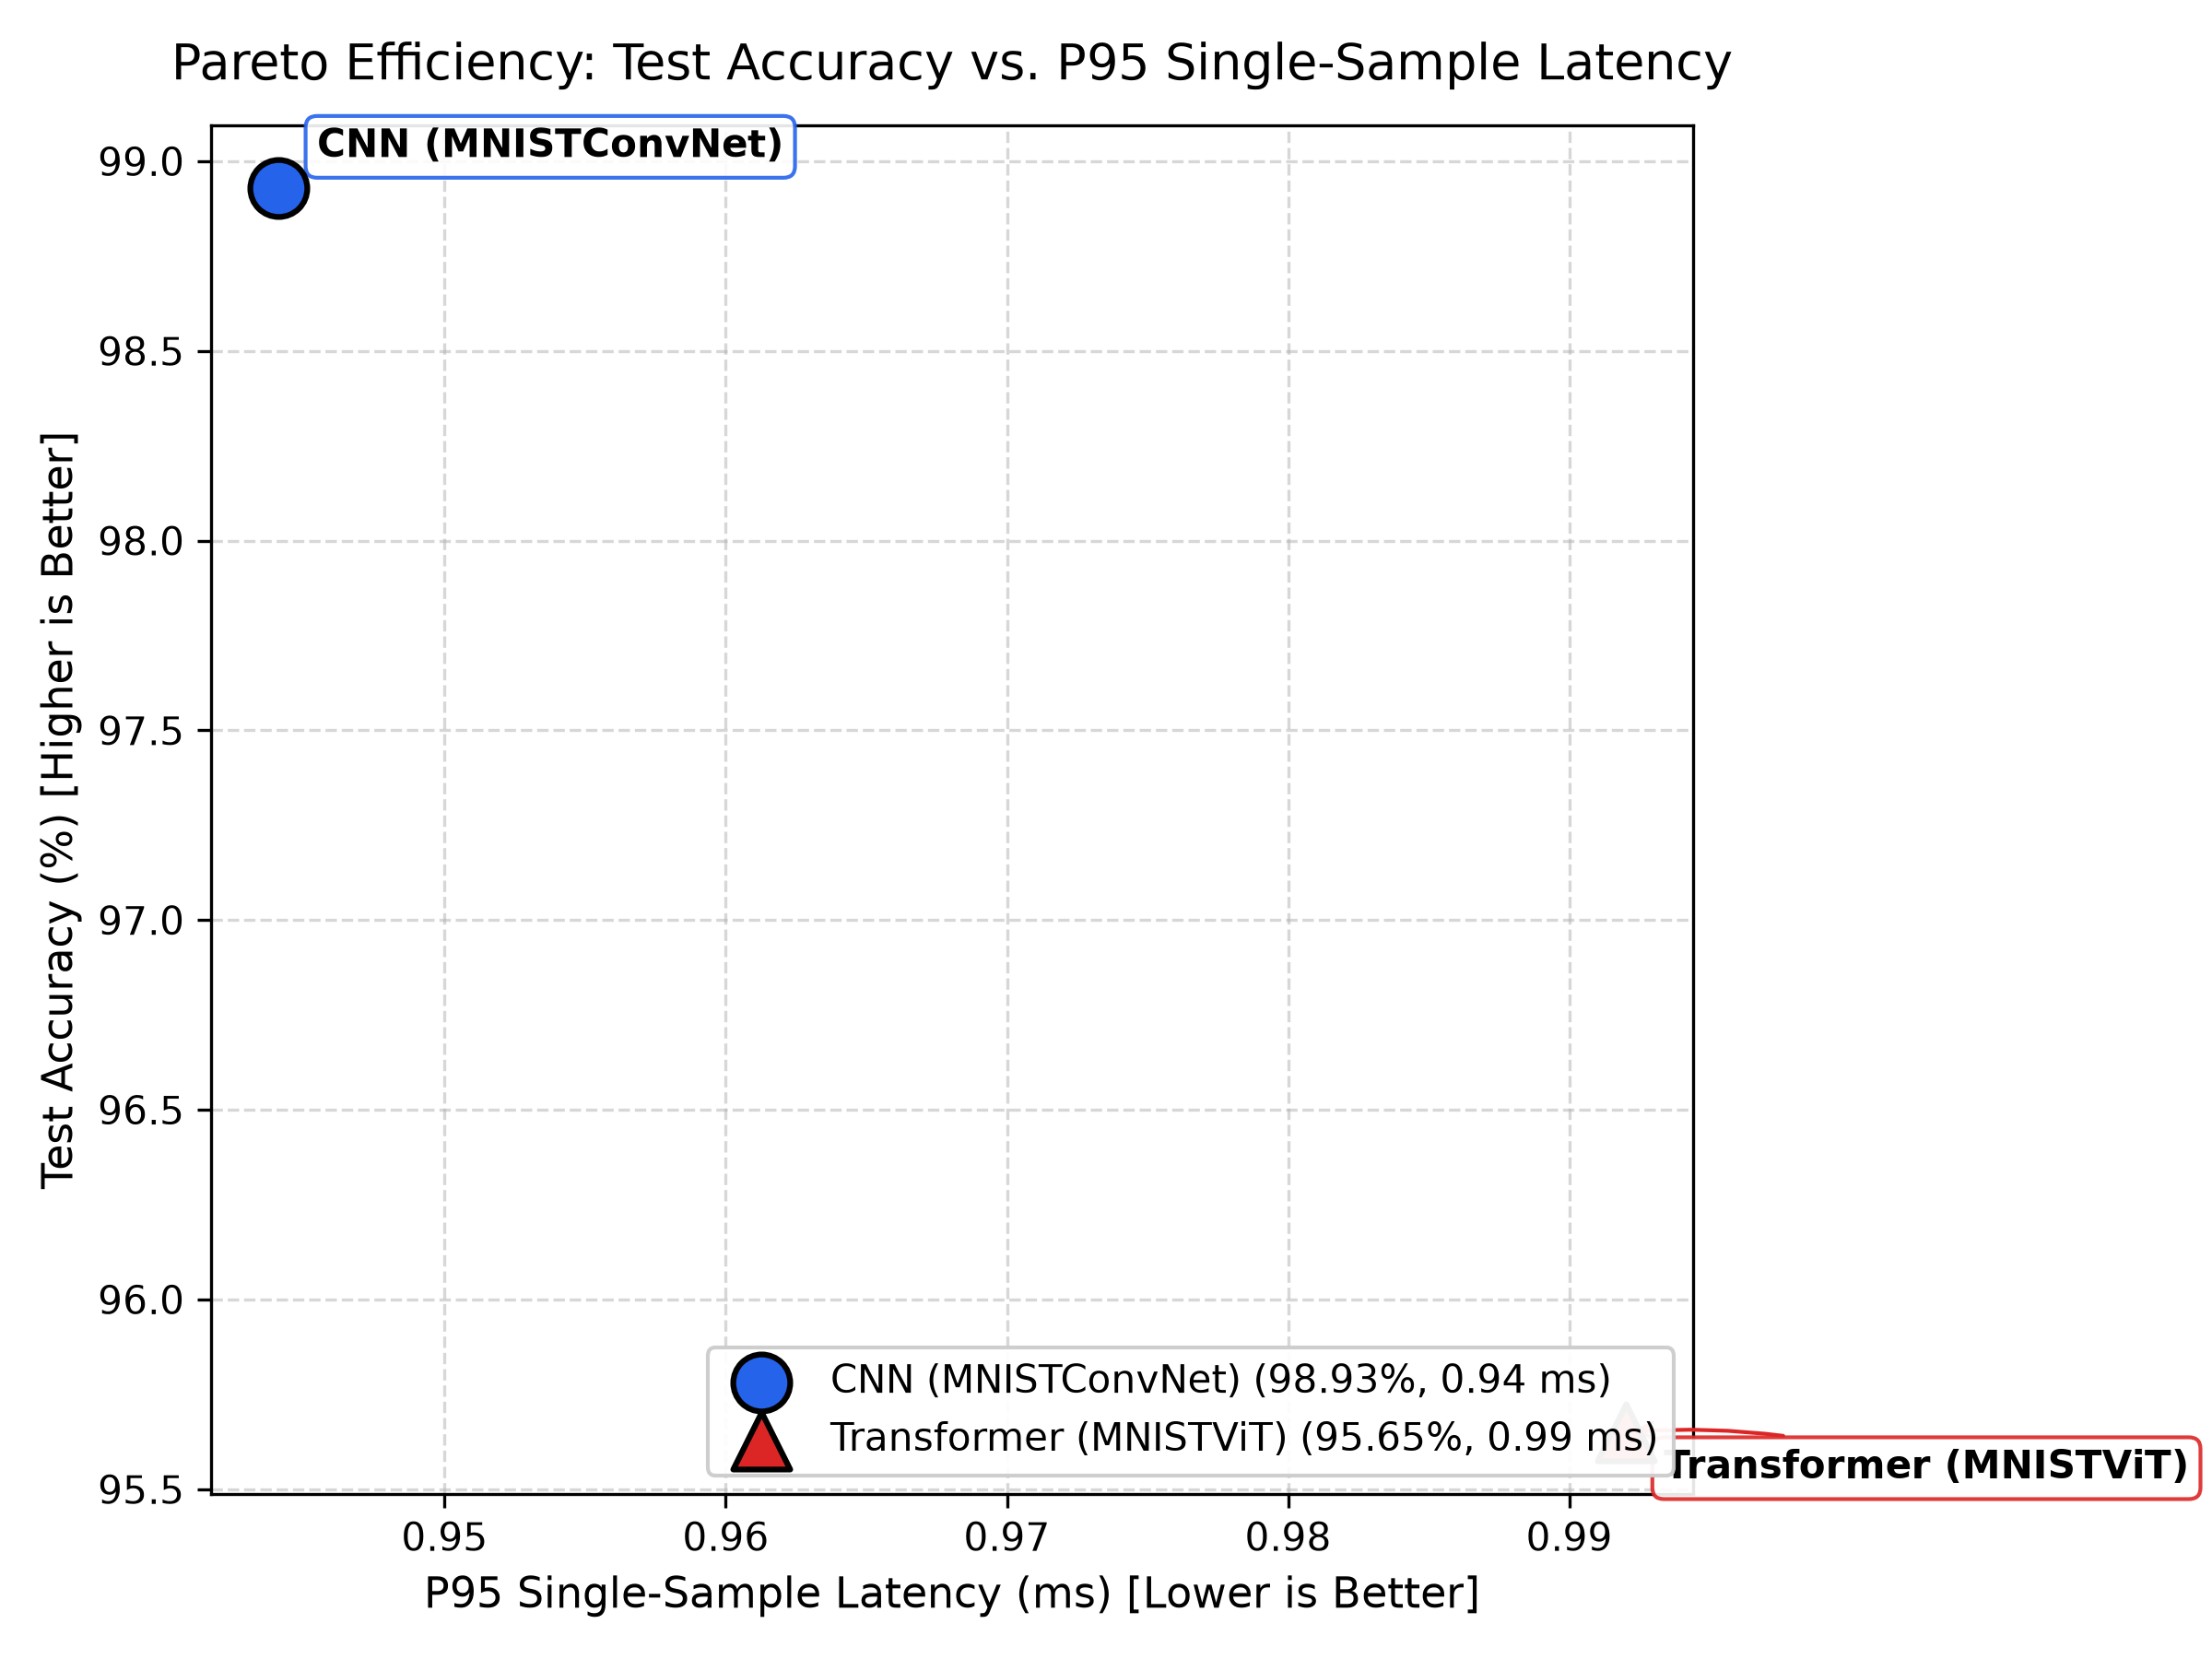 Pareto Efficiency: Test Accuracy vs. P95 Single-Sample Latency
CNN (MNISTConvNet)
99.0
98.5
98.0
97.5
97.0
96.5
96.0
95.5
Test Accuracy (%) [Higher is Better]
CNN (MNISTConvNet) (98.93%, 0.94 ms)
Transformer (MNISTViT) (95.65%, 0.99 ms)
Transformer (MNISTViT)
0.95
0.96
0.97
0.98
0.99
P95 Single-Sample Latency (ms) [Lower is Better]